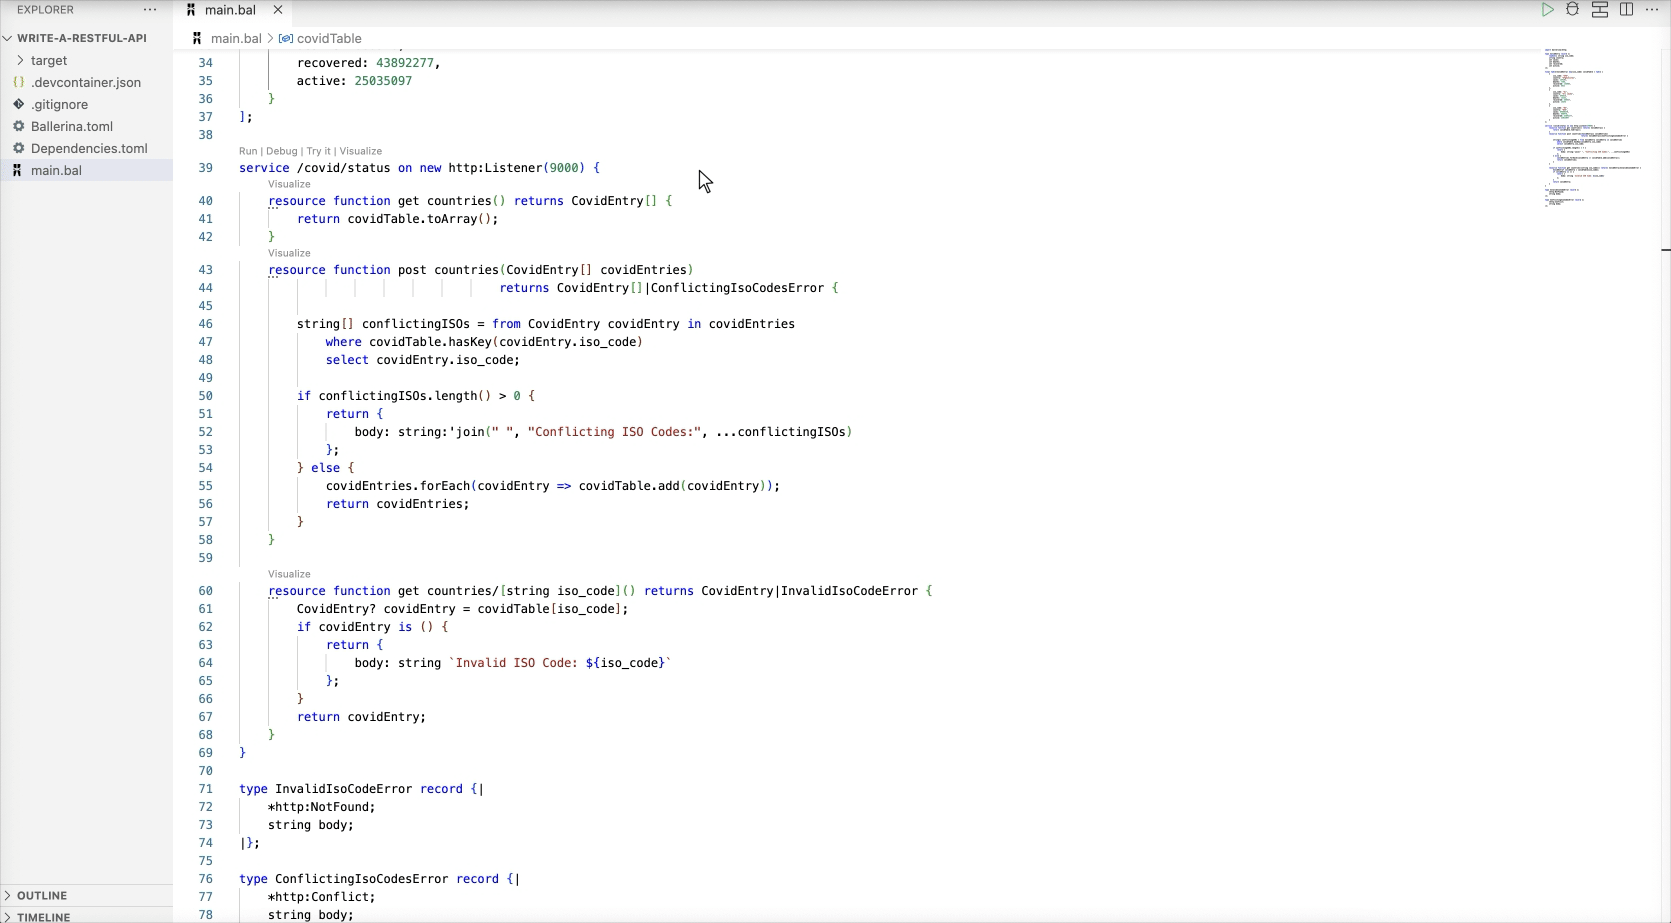 EXPLORER
main.bal
WRITE-A-RESTFUL-API
target
.devcontainer.json
.gitignore
Ballerina.toml
Dependencies.toml
main.bal
OUTLINE
TIMELINE
main.bal > covidTable
34 recovered: 43892277,
35 active: 25035097
36 }
37 ];
38
Run | Debug | Try it | Visualize
39 service /covid/status on new http:Listener(9000) {
Visualize
40 resource function get countries() returns CovidEntry[] {
41 return covidTable.toArray();
42 }
Visualize
43 resource function post countries(CovidEntry[] covidEntries)
44 returns CovidEntry[]|ConflictingIsoCodesError {
45
46 string[] conflictingISOs = from CovidEntry covidEntry in covidEntries
47 where covidTable.hasKey(covidEntry.iso_code)
48 select covidEntry.iso_code;
49
50 if conflictingISOs.length() > 0 {
51 return {
52 body: string:'join(" ", "Conflicting ISO Codes:", ...conflictingISOs)
53 };
54 } else {
55 covidEntries.forEach(covidEntry => covidTable.add(covidEntry));
56 return covidEntries;
57 }
58 }
59
Visualize
60 resource function get countries/[string iso_code]() returns CovidEntry|InvalidIsoCodeError {
61 CovidEntry? covidEntry = covidTable[iso_code];
62 if covidEntry is () {
63 return {
64 body: string `Invalid ISO Code: ${iso_code}`
65 };
66 }
67 return covidEntry;
68 }
69 }
70
71 type InvalidIsoCodeError record {|
72 *http:NotFound;
73 string body;
74 |};
75
76 type ConflictingIsoCodesError record {|
77 *http:Conflict;
78 string body;